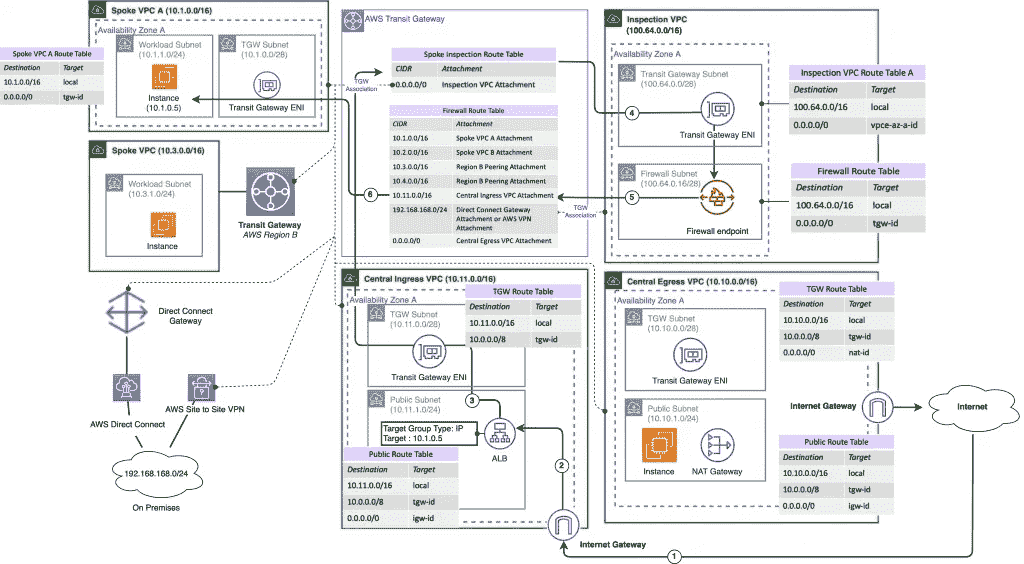 Spoke VPC A (10.1.0.0/16)
Availability Zone A
Workload Subnet
(10.1.1.0/24)
Instance
(10.1.0.5)
TGW Subnet
(10.1.0.0/28)
Transit Gateway ENI
Spoke VPC A Route Table
Destination Target
10.1.0.0/16 local
0.0.0.0/0 tgw-id
Spoke VPC (10.3.0.0/16)
Workload Subnet
(10.3.1.0/24)
Instance
Transit Gateway
AWS Region B
Direct Connect
Gateway
AWS Direct Connect
AWS Site to Site VPN
192.168.168.0/24
On Premises
AWS Transit Gateway
TGW
Association
Spoke Inspection Route Table
CIDR Attachment
0.0.0.0/0 Inspection VPC Attachment
Firewall Route Table
CIDR Attachment
10.1.0.0/16 Spoke VPC A Attachment
10.2.0.0/16 Spoke VPC B Attachment
10.3.0.0/16 Region B Peering Attachment
10.4.0.0/16 Region B Peering Attachment
10.11.0.0/16 Central Ingress VPC Attachment
192.168.168.0/24 Direct Connect Gateway
Attachment or AWS VPN
Attachment
0.0.0.0/0 Central Egress VPC Attachment
TGW
Association
4
5
6
Inspection VPC
(100.64.0.0/16)
Availability Zone A
Transit Gateway Subnet
(100.64.0.0/28)
Transit Gateway ENI
Firewall Subnet
(100.64.0.16/28)
Firewall endpoint
Inspection VPC Route Table A
Destination Target
100.64.0.0/16 local
0.0.0.0/0 vpce-az-a-id
Firewall Route Table
Destination Target
100.64.0.0/16 local
0.0.0.0/0 tgw-id
Central Ingress VPC (10.11.0.0/16)
Availability Zone A
TGW Subnet
(10.11.0.0/28)
Transit Gateway ENI
TGW Route Table
Destination Target
10.11.0.0/16 local
10.0.0.0/8 tgw-id
Public Subnet
(10.11.1.0/24)
3
Target Group Type: IP
Target : 10.1.0.5
ALB
2
Public Route Table
Destination Target
10.11.0.0/16 local
10.0.0.0/8 tgw-id
0.0.0.0/0 igw-id
Internet Gateway
1
Central Egress VPC (10.10.0.0/16)
Availability Zone A
TGW Subnet
(10.10.0.0/28)
Transit Gateway ENI
Public Subnet
(10.10.1.0/24)
Instance
NAT Gateway
TGW Route Table
Destination Target
10.10.0.0/16 local
10.0.0.0/8 tgw-id
0.0.0.0/0 nat-id
Internet Gateway
Internet
Public Route Table
Destination Target
10.10.0.0/16 local
10.0.0.0/8 tgw-id
0.0.0.0/0 igw-id